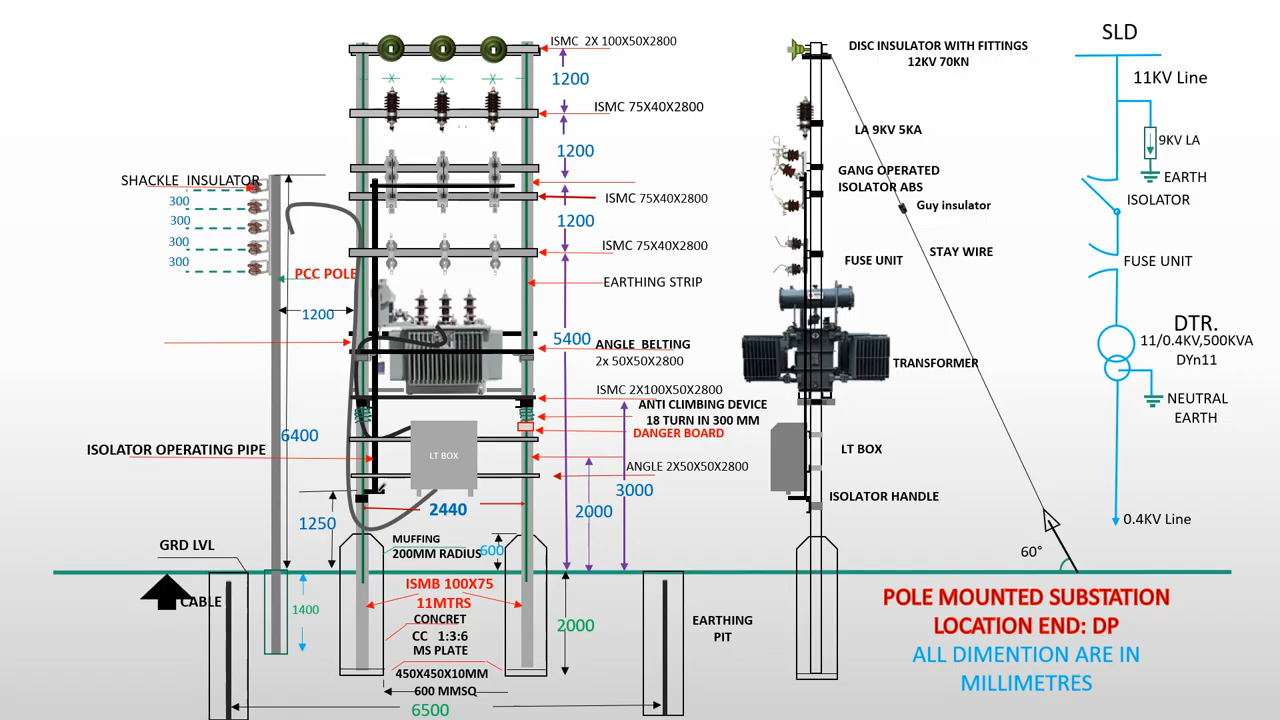 ISMC 2X 100X50X2800
1200
ISMC 75X40X2800
1200
SHACKLE INSULATOR
300
300
300
300
ISMC 75X40X2800
1200
ISMC 75X40X2800
PCC POLE
EARTHING STRIP
1200
5400
ANGLE BELTING
2x 50X50X2800
ISMC 2X100X50X2800
ANTI CLIMBING DEVICE
18 TURN IN 300 MM
DANGER BOARD
6400
ISOLATOR OPERATING PIPE
LT BOX
ANGLE 2X50X50X2800
3000
2440
2000
1250
MUFFING
200MM RADIUS
600
GRD LVL
CABLE
1400
ISMB 100X75
11MTRS
CONCRET
CC 1:3:6
MS PLATE
450X450X10MM
600 MMSQ
6500
2000
EARTHING
PIT
DISC INSULATOR WITH FITTINGS
12KV 70KN
LA 9KV 5KA
GANG OPERATED
ISOLATOR ABS
Guy insulator
STAY WIRE
FUSE UNIT
TRANSFORMER
LT BOX
ISOLATOR HANDLE
60°
SLD
11KV Line
9KV LA
EARTH
ISOLATOR
FUSE UNIT
DTR.
11/0.4KV,500KVA
DYn11
NEUTRAL
EARTH
0.4KV Line
POLE MOUNTED SUBSTATION
LOCATION END: DP
ALL DIMENTION ARE IN
MILLIMETRES